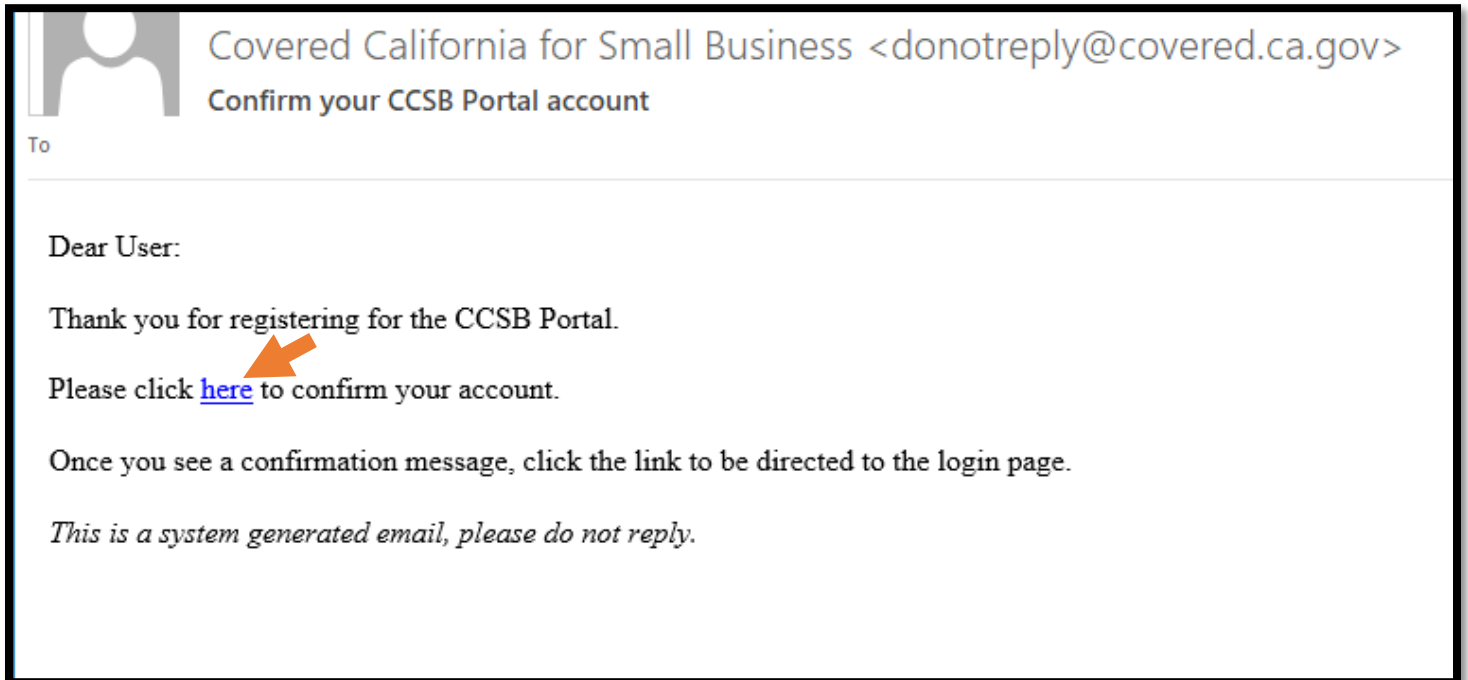 Covered California for Small Business <donotreply@covered.ca.gov>
Confirm your CCSB Portal account
To
Dear User:
Thank you for registering for the CCSB Portal.
Please click here to confirm your account.
Once you see a confirmation message, click the link to be directed to the login page.
This is a system generated email, please do not reply.